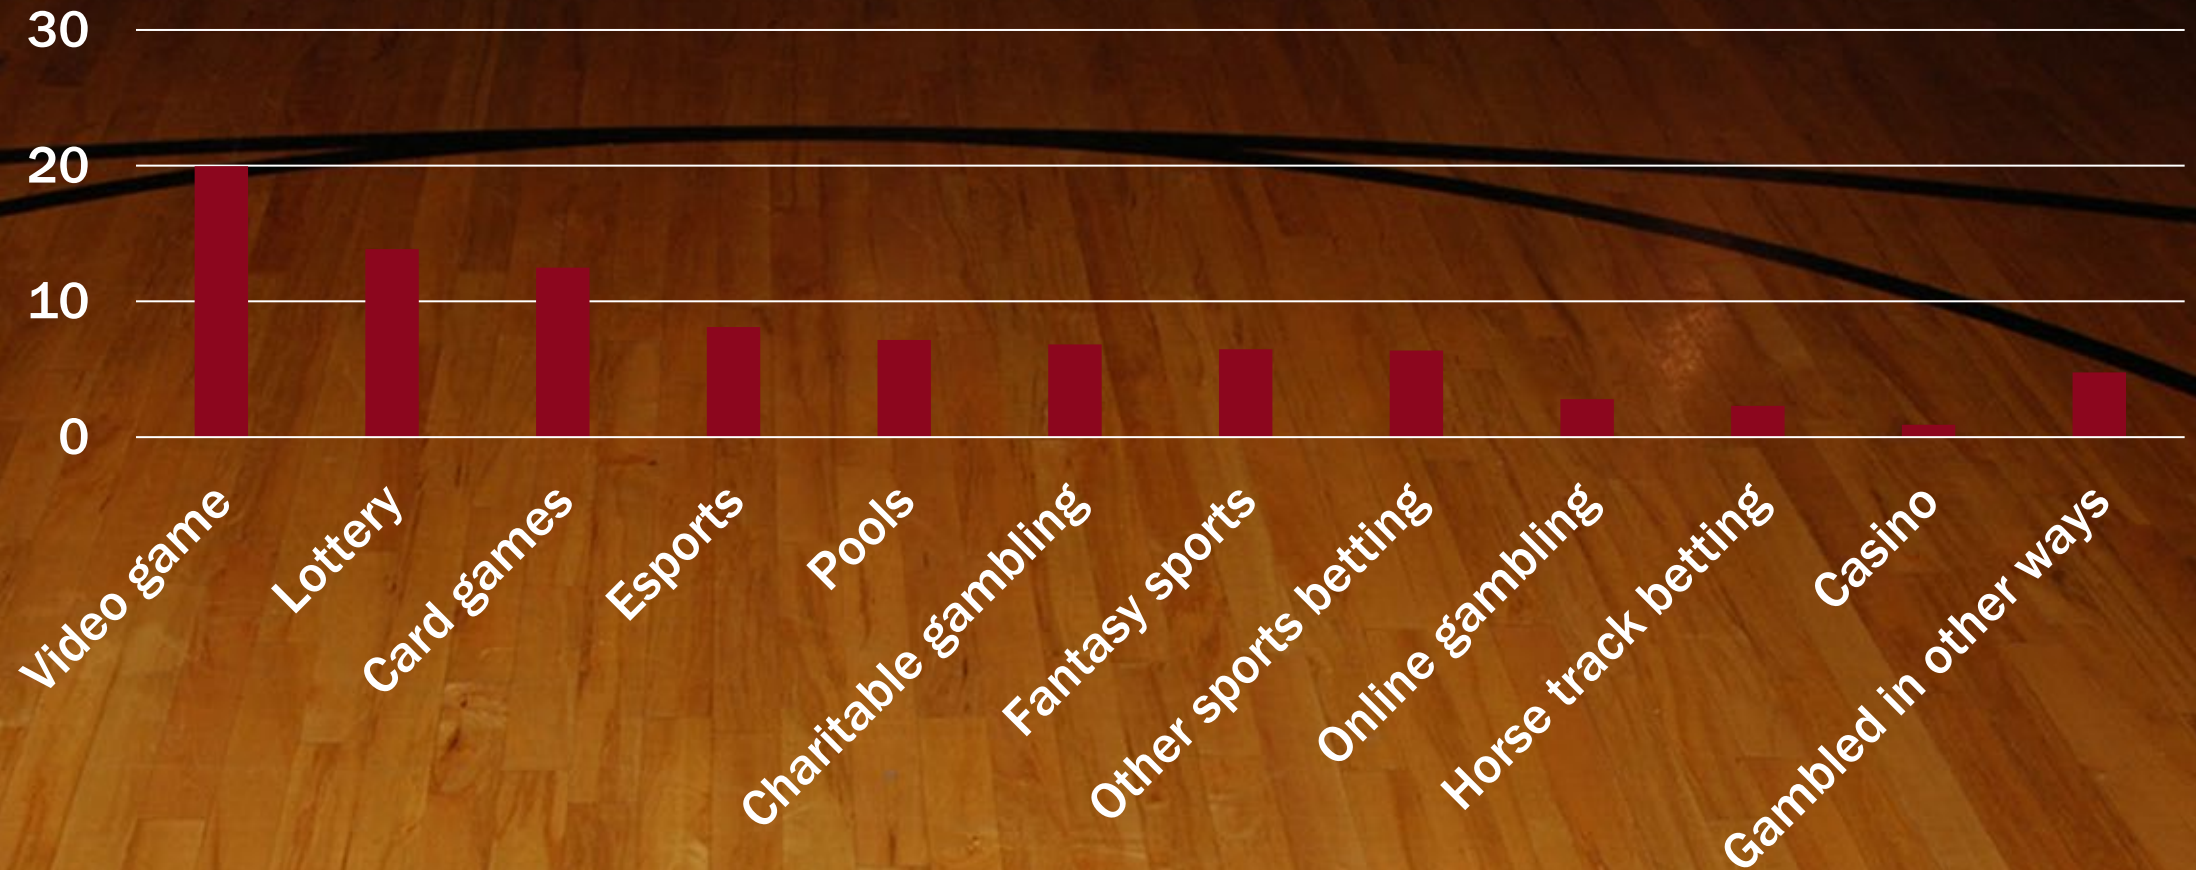 30
20
10
0
Video game
Lottery
Card games
Esports
Pools
Charitable gambling
Fantasy sports
Other sports betting
Online gambling
Horse track betting
Casino
Gambled in other ways